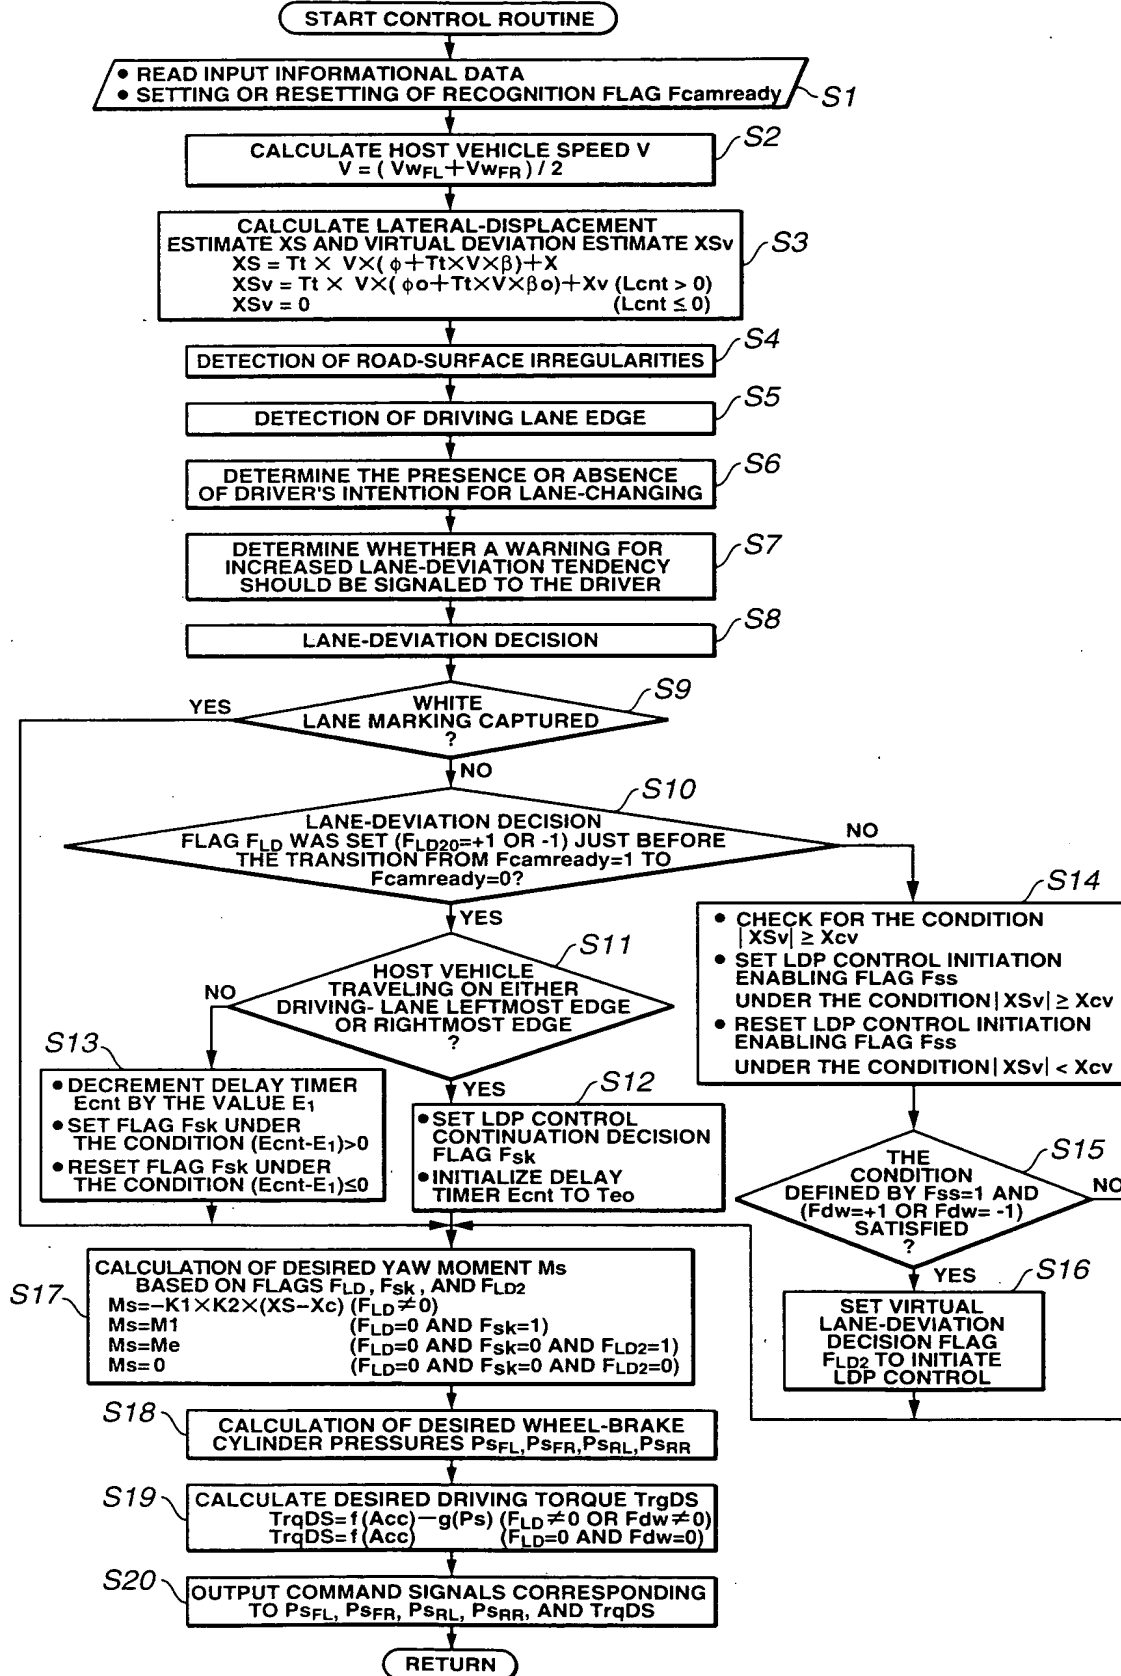 START CONTROL ROUTINE
• READ INPUT INFORMATIONAL DATA
• SETTING OR RESETTING OF RECOGNITION FLAG Fcamready
S1
S2
CALCULATE HOST VEHICLE SPEED V
V = ( VwFL+VwFR ) / 2
S3
CALCULATE LATERAL-DISPLACEMENT
ESTIMATE XS AND VIRTUAL DEVIATION ESTIMATE XSv
XS = Tt × V×( ϕ+Tt×V×β)+X
XSv = Tt × V×( ϕo+Tt×V×βo)+Xv (Lcnt > 0)
XSv = 0 (Lcnt ≤ 0)
S4
DETECTION OF ROAD-SURFACE IRREGULARITIES
S5
DETECTION OF DRIVING LANE EDGE
S6
DETERMINE THE PRESENCE OR ABSENCE
OF DRIVER'S INTENTION FOR LANE-CHANGING
S7
DETERMINE WHETHER A WARNING FOR
INCREASED LANE-DEVIATION TENDENCY
SHOULD BE SIGNALED TO THE DRIVER
S8
LANE-DEVIATION DECISION
S9
YES
WHITE
LANE MARKING CAPTURED
?
NO
S10
LANE-DEVIATION DECISION
FLAG FLD WAS SET (FLD20=+1 OR -1) JUST BEFORE
THE TRANSITION FROM Fcamready=1 TO
Fcamready=0?
NO
YES
S14
• CHECK FOR THE CONDITION
|XSv| ≥ Xcv
• SET LDP CONTROL INITIATION
ENABLING FLAG Fss
UNDER THE CONDITION |XSv| ≥ Xcv
• RESET LDP CONTROL INITIATION
ENABLING FLAG Fss
UNDER THE CONDITION |XSv| < Xcv
S11
HOST VEHICLE
TRAVELING ON EITHER
DRIVING- LANE LEFTMOST EDGE
OR RIGHTMOST EDGE
?
NO
YES
S13
• DECREMENT DELAY TIMER
Ecnt BY THE VALUE E1
• SET FLAG Fsk UNDER
THE CONDITION (Ecnt-E1)>0
• RESET FLAG Fsk UNDER
THE CONDITION (Ecnt-E1)≤0
S12
• SET LDP CONTROL
CONTINUATION DECISION
FLAG Fsk
• INITIALIZE DELAY
TIMER Ecnt TO Teo
S15
THE
CONDITION
DEFINED BY Fss=1 AND
(Fdw=+1 OR Fdw= -1)
SATISFIED
?
NO
YES
S16
SET VIRTUAL
LANE-DEVIATION
DECISION FLAG
FLD2 TO INITIATE
LDP CONTROL
S17
CALCULATION OF DESIRED YAW MOMENT Ms
BASED ON FLAGS FLD, Fsk, AND FLD2
Ms=-K1×K2×(XS-Xc) (FLD≠0)
Ms=M1 (FLD=0 AND Fsk=1)
Ms=Me (FLD=0 AND Fsk=0 AND FLD2=1)
Ms= 0 (FLD=0 AND Fsk=0 AND FLD2=0)
S18
CALCULATION OF DESIRED WHEEL-BRAKE
CYLINDER PRESSURES PsFL,PsFR,PsRL,PsRR
S19
CALCULATE DESIRED DRIVING TORQUE TrgDS
TrqDS=f(Acc)-g(Ps) (FLD≠0 OR Fdw≠0)
TrqDS=f(Acc) (FLD=0 AND Fdw=0)
S20
OUTPUT COMMAND SIGNALS CORRESPONDING
TO PsFL, PsFR, PsRL, PsRR, AND TrqDS
RETURN